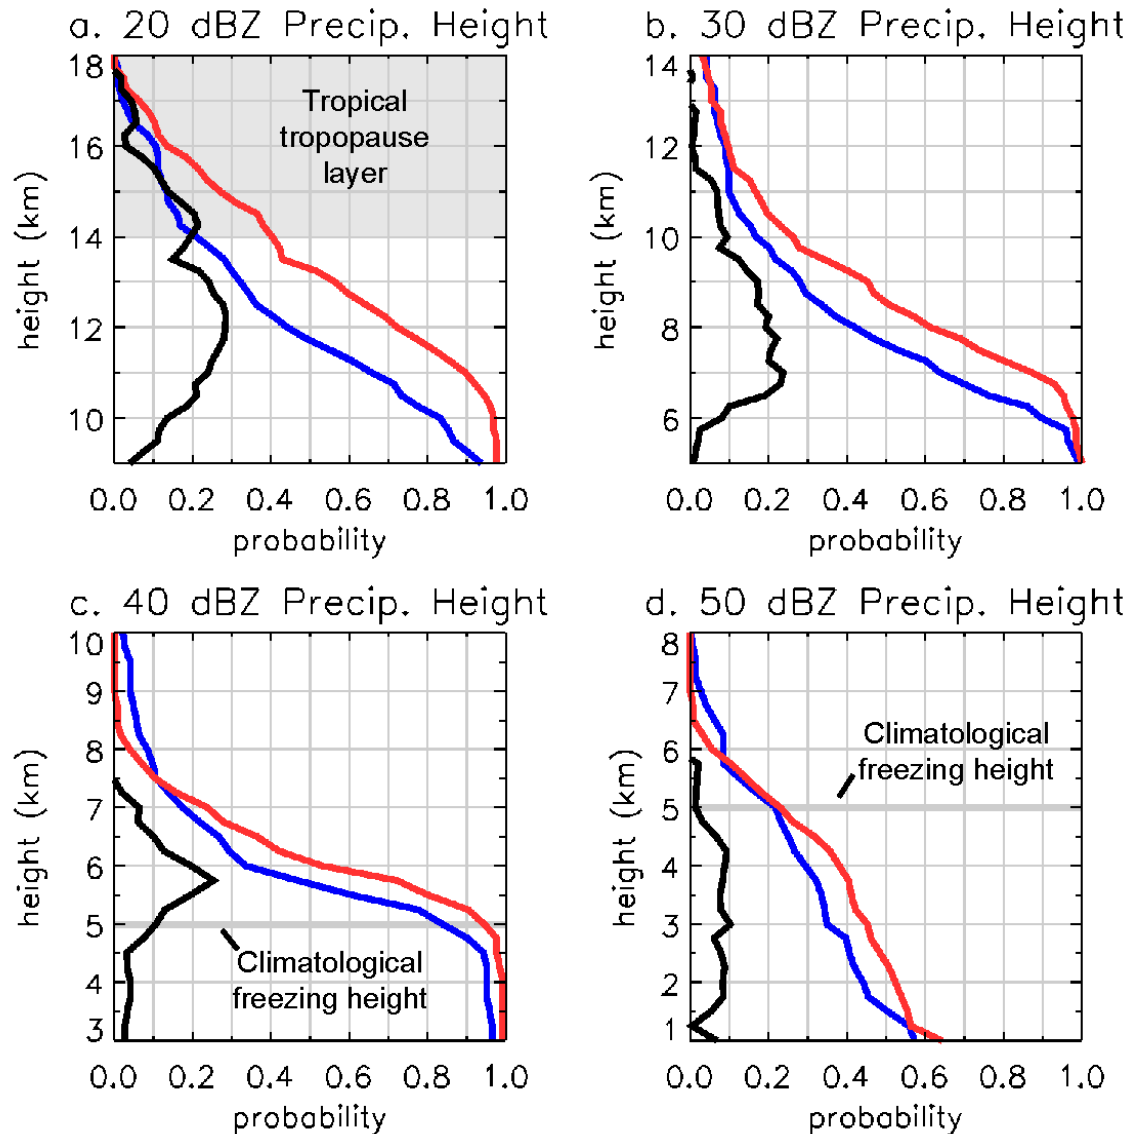 a. 20 dBZ Precip. Height
18
16
14
12
10
height (km)
Tropical
tropopause
layer
0.0 0.2 0.4 0.6 0.8 1.0
probability
b. 30 dBZ Precip. Height
14
12
10
8
6
height (km)
0.0 0.2 0.4 0.6 0.8 1.0
probability
c. 40 dBZ Precip. Height
10
9
8
7
6
5
4
3
height (km)
Climatological
freezing height
0.0 0.2 0.4 0.6 0.8 1.0
probability
d. 50 dBZ Precip. Height
8
7
6
5
4
3
2
1
height (km)
Climatological
freezing height
0.0 0.2 0.4 0.6 0.8 1.0
probability